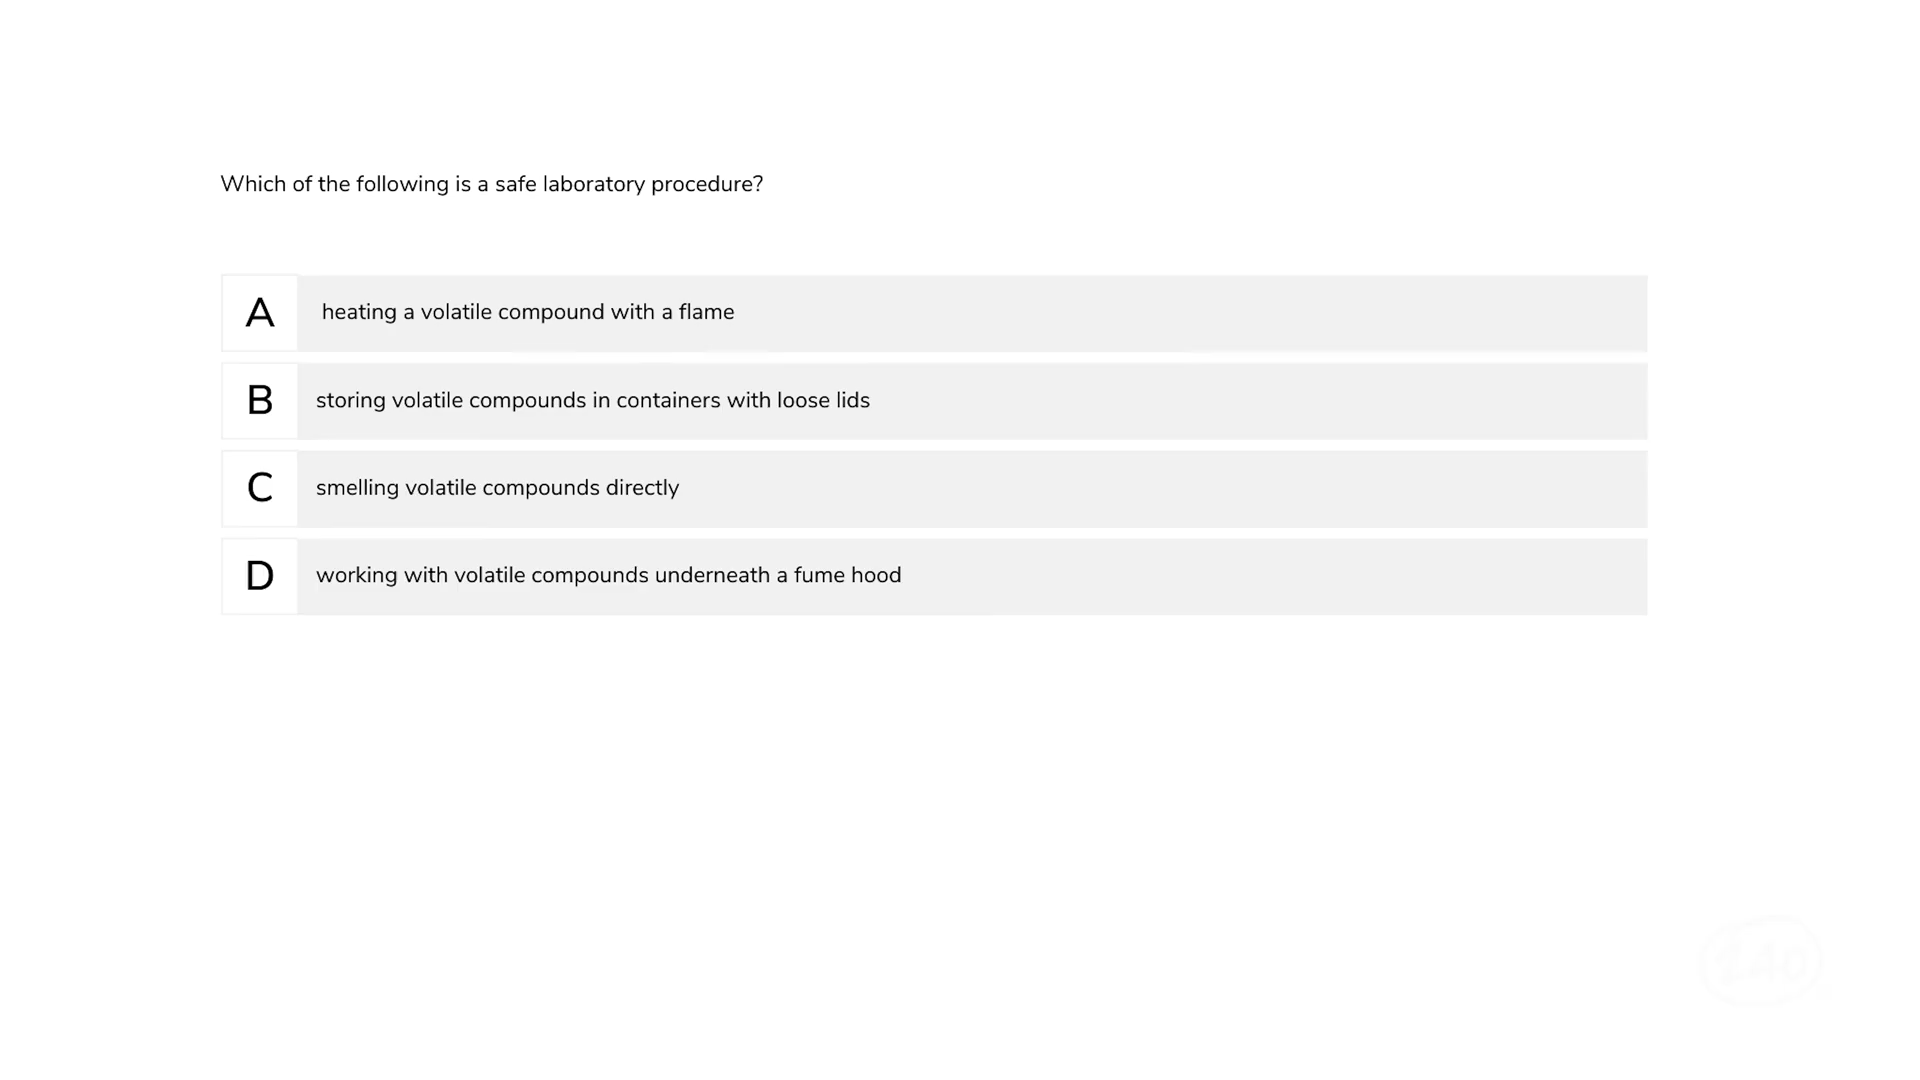 Which of the following is a safe laboratory procedure?
A heating a volatile compound with a flame
B storing volatile compounds in containers with loose lids
C smelling volatile compounds directly
D working with volatile compounds underneath a fume hood